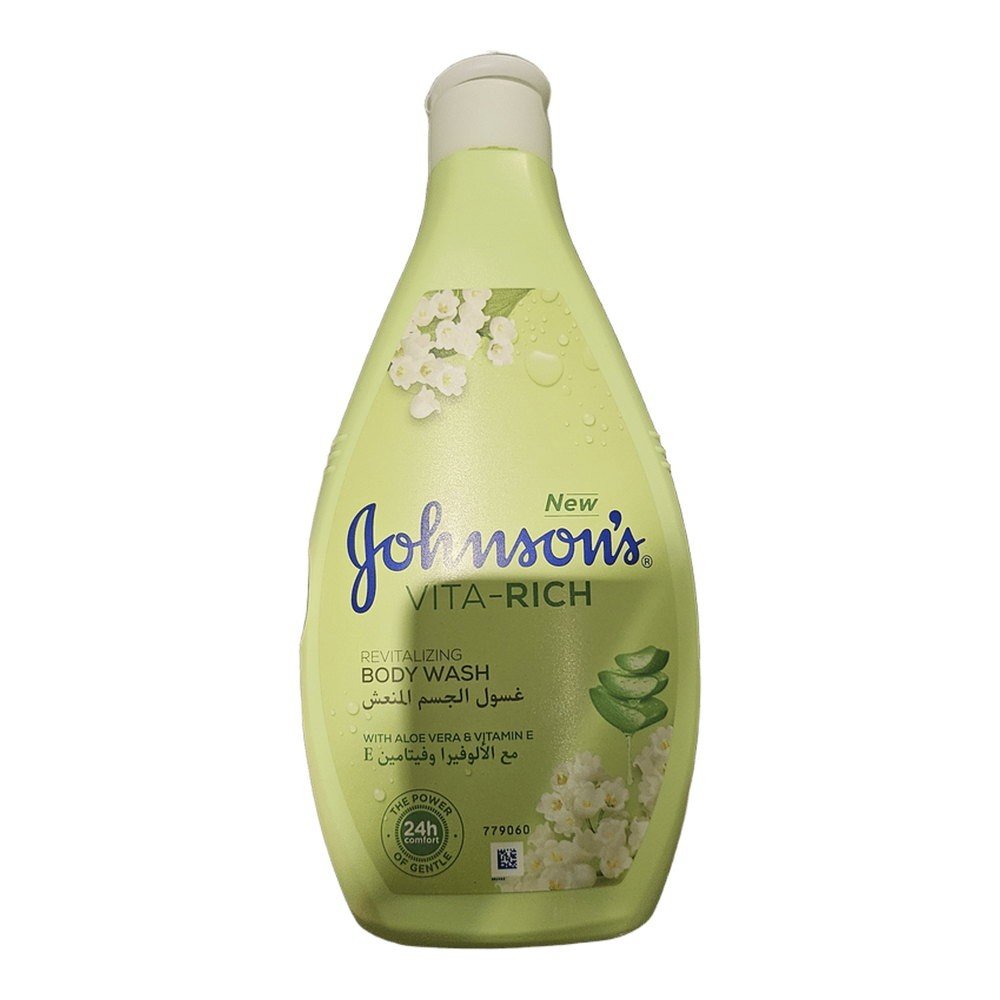 New
Johnson's®
VITA-RICH
REVITALIZING
BODY WASH
غسول الجسم المنعش
WITH ALOE VERA & VITAMIN E
مع الألوفيرا وفيتامين E
THE POWER
24h
comfort
OF GENTLE
779060